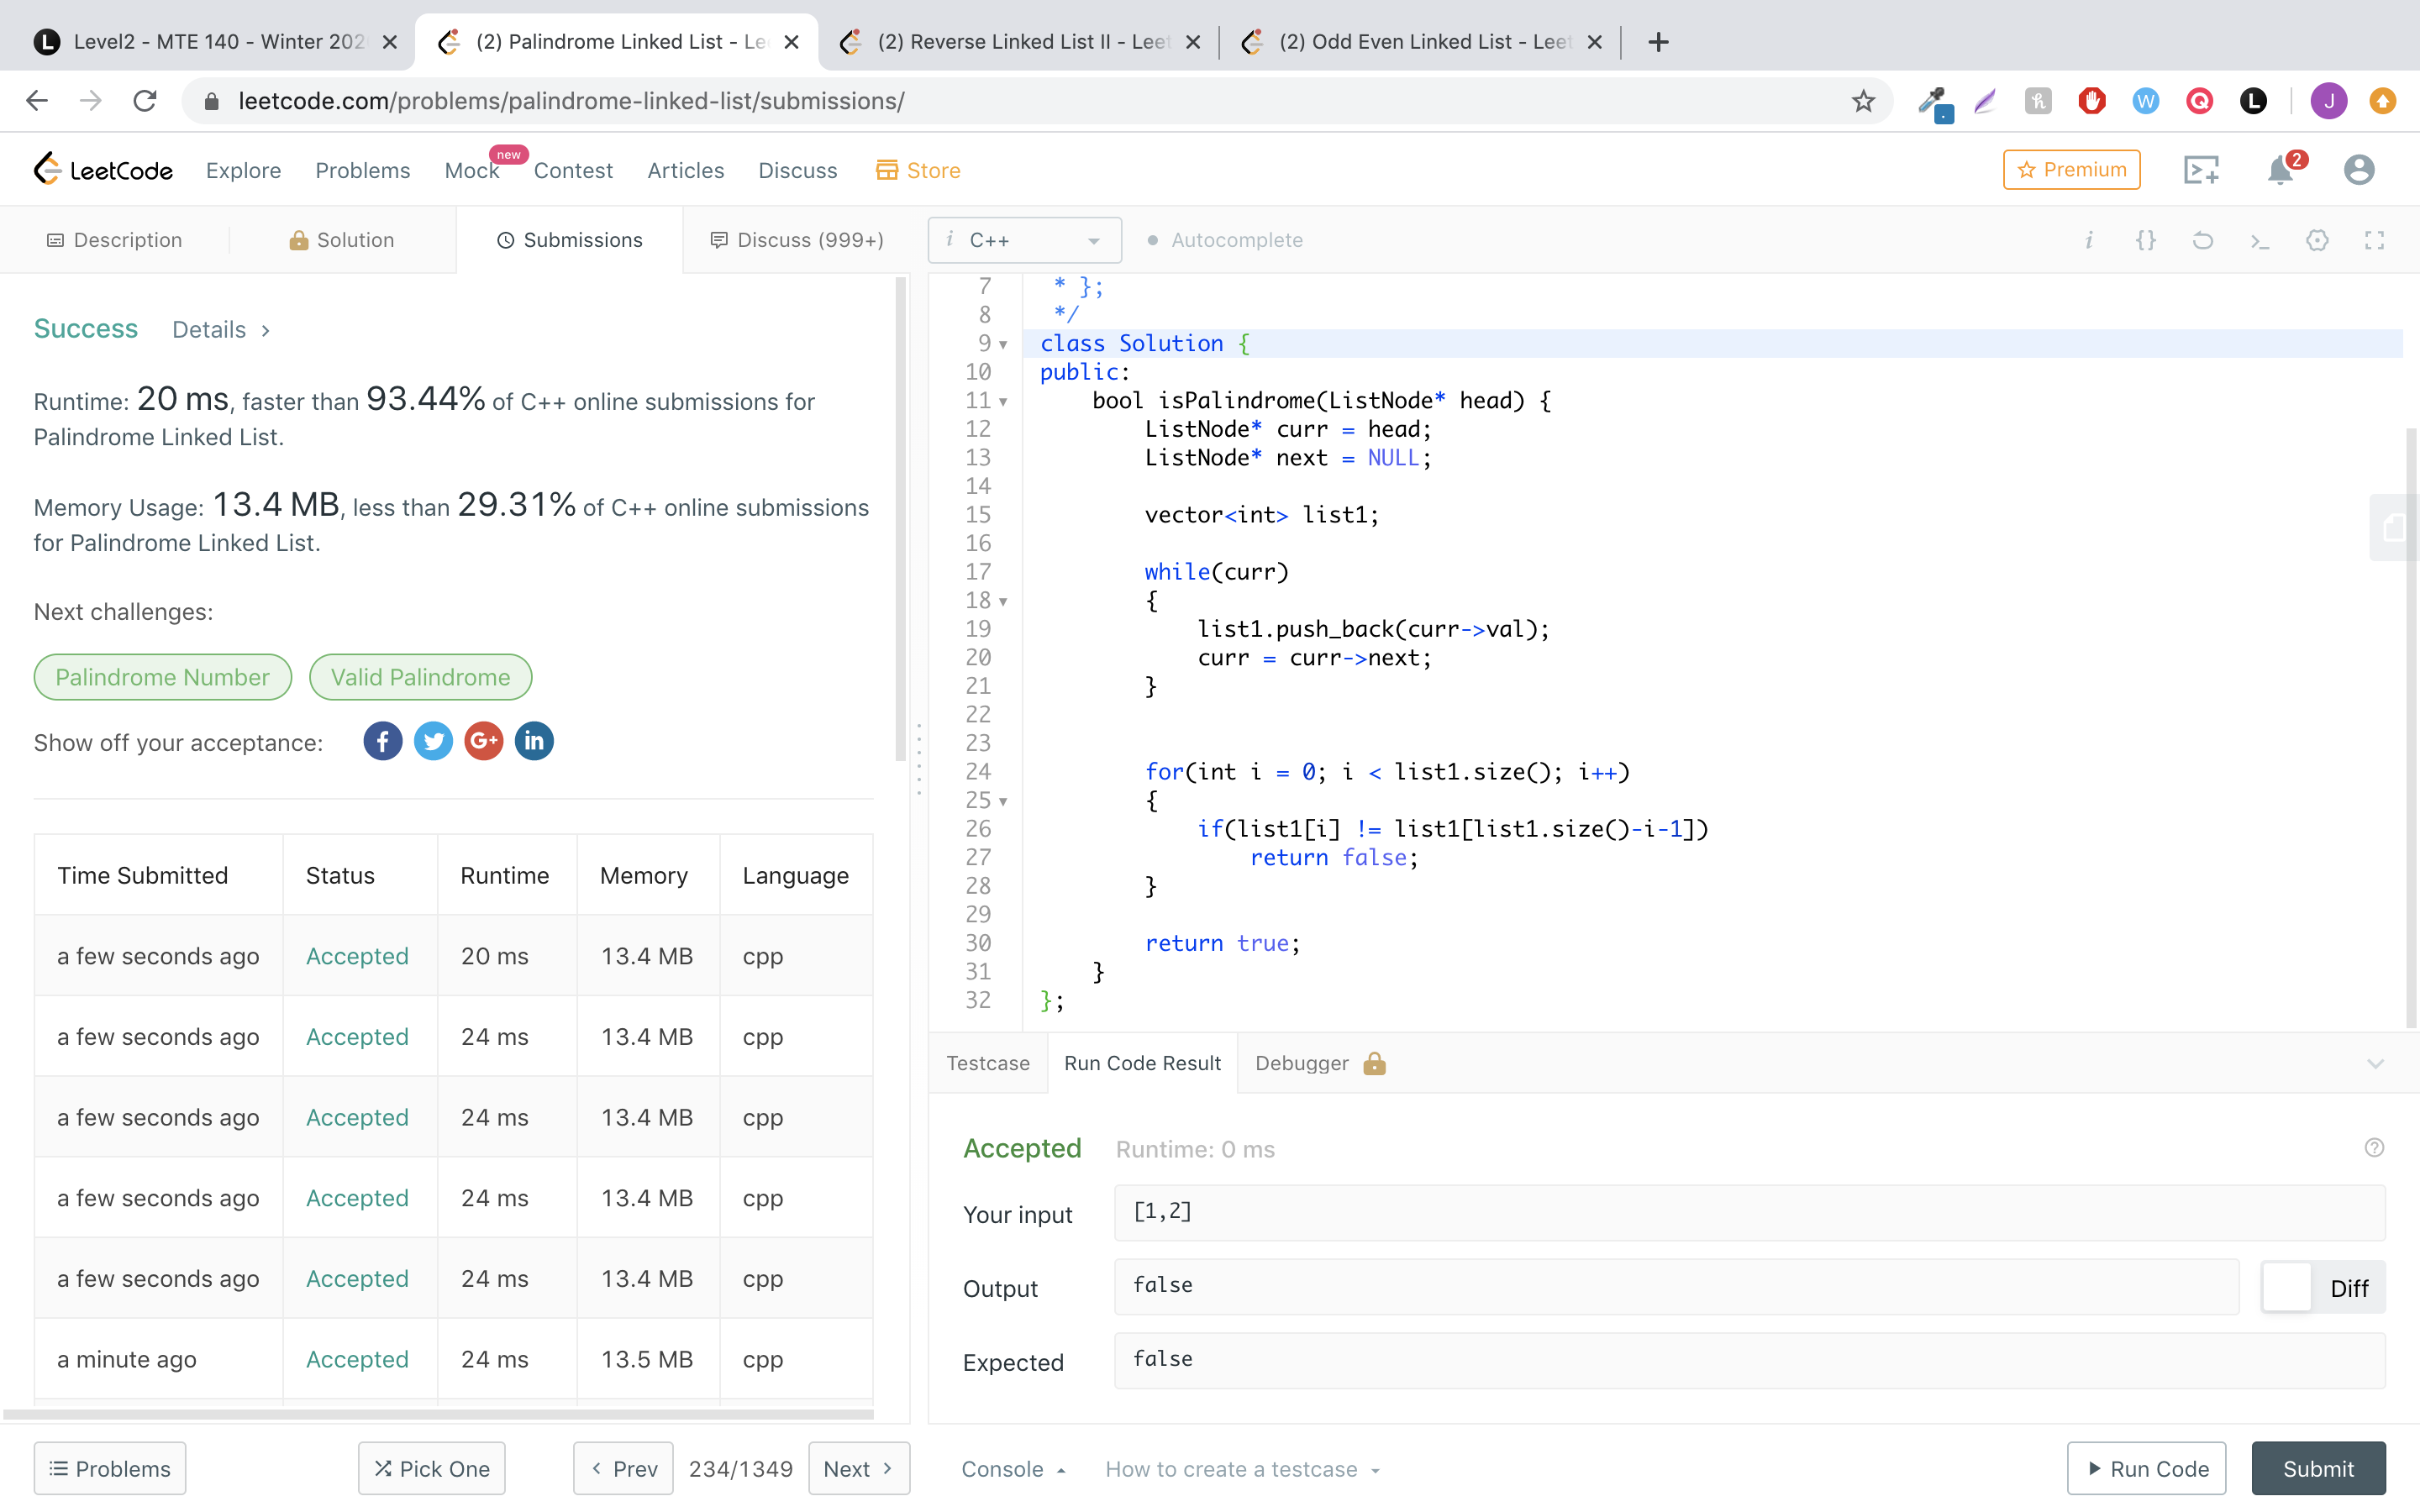 Level2 - MTE 140 - Winter 202
(2) Palindrome Linked List - Le
(2) Reverse Linked List II - Leet
(2) Odd Even Linked List - Leet
leetcode.com/problems/palindrome-linked-list/submissions/
LeetCode
Explore
Problems
Mock
new
Contest
Articles
Discuss
Store
Premium
2
Description
Solution
Submissions
Discuss (999+)
i C++
Autocomplete
Success
Details
Runtime: 20 ms, faster than 93.44% of C++ online submissions for
Palindrome Linked List.
Memory Usage: 13.4 MB, less than 29.31% of C++ online submissions
for Palindrome Linked List.
Next challenges:
Palindrome Number
Valid Palindrome
Show off your acceptance:
Time Submitted Status Runtime Memory Language
a few seconds ago Accepted 20 ms 13.4 MB cpp
a few seconds ago Accepted 24 ms 13.4 MB cpp
a few seconds ago Accepted 24 ms 13.4 MB cpp
a few seconds ago Accepted 24 ms 13.4 MB cpp
a few seconds ago Accepted 24 ms 13.4 MB cpp
a minute ago Accepted 24 ms 13.5 MB cpp
Problems
Pick One
Prev
234/1349
Next
7 * };
8 */
9 class Solution {
10 public:
11 bool isPalindrome(ListNode* head) {
12 ListNode* curr = head;
13 ListNode* next = NULL;
14
15 vector<int> list1;
16
17 while(curr)
18 {
19 list1.push_back(curr->val);
20 curr = curr->next;
21 }
22
23
24 for(int i = 0; i < list1.size(); i++)
25 {
26 if(list1[i] != list1[list1.size()-i-1])
27 return false;
28 }
29
30 return true;
31 }
32 };
Testcase
Run Code Result
Debugger
Accepted
Runtime: 0 ms
Your input
[1,2]
Output
false
Diff
Expected
false
Console
How to create a testcase
Run Code
Submit